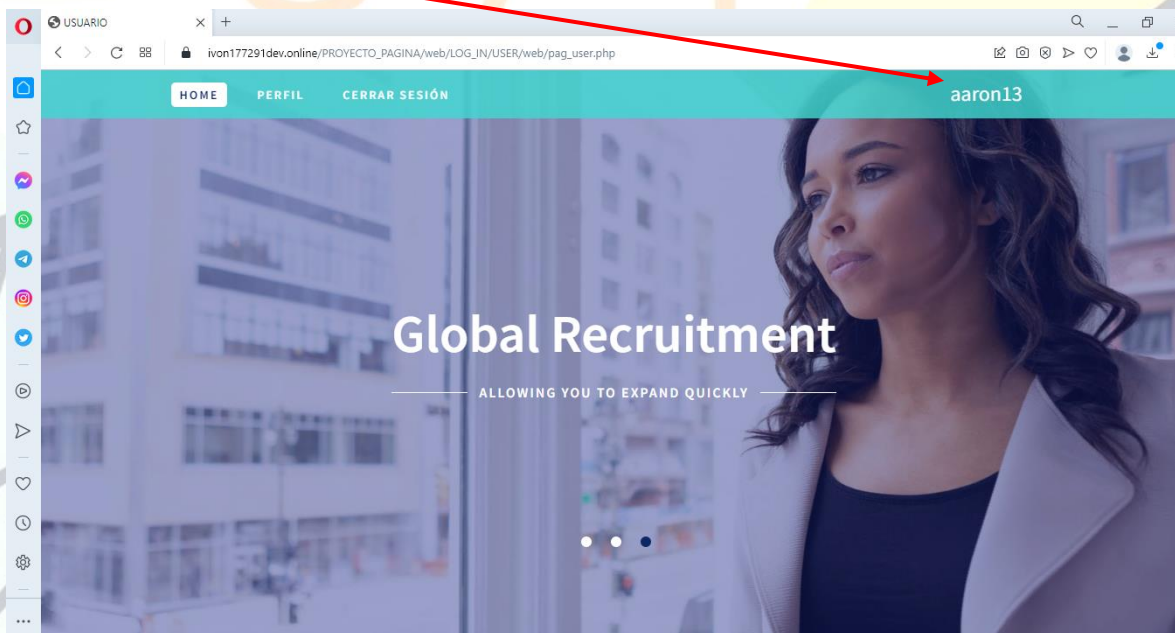 USUARIO
ivon177291dev.online/PROYECTO_PAGINA/web/LOG_IN/USER/web/pag_user.php
HOME PERFIL CERRAR SESIÓN aaron13
Global Recruitment
ALLOWING YOU TO EXPAND QUICKLY